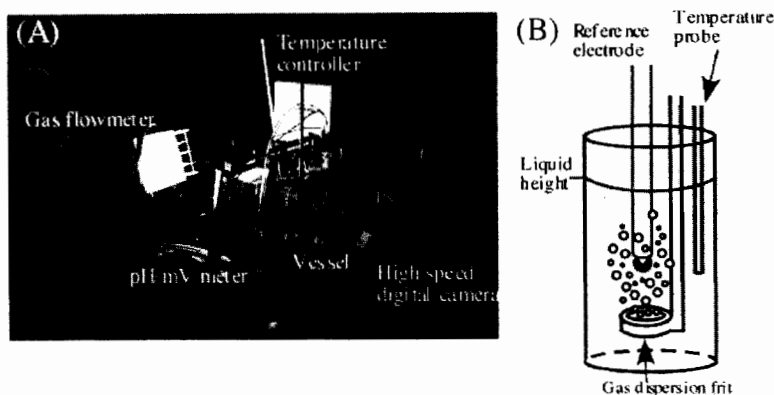 (A)
Temperature
controller
Gas flowmeter
pH mV meter
Vessel
High speed
digital camera
(B)
Reference
electrode
Temperature
probe
Liquid
height
Gas dispersion frit